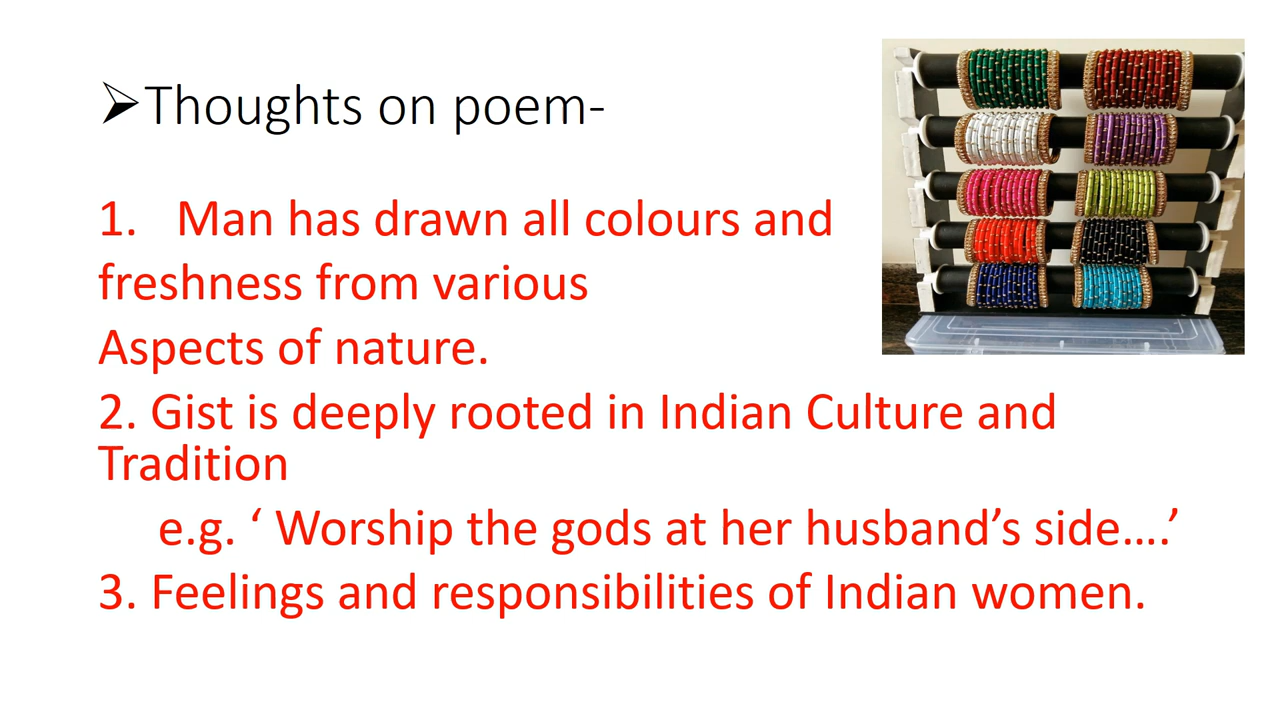 ➢Thoughts on poem-
1. Man has drawn all colours and
freshness from various
Aspects of nature.
2. Gist is deeply rooted in Indian Culture and
Tradition
e.g. ‘ Worship the gods at her husband’s side….’
3. Feelings and responsibilities of Indian women.